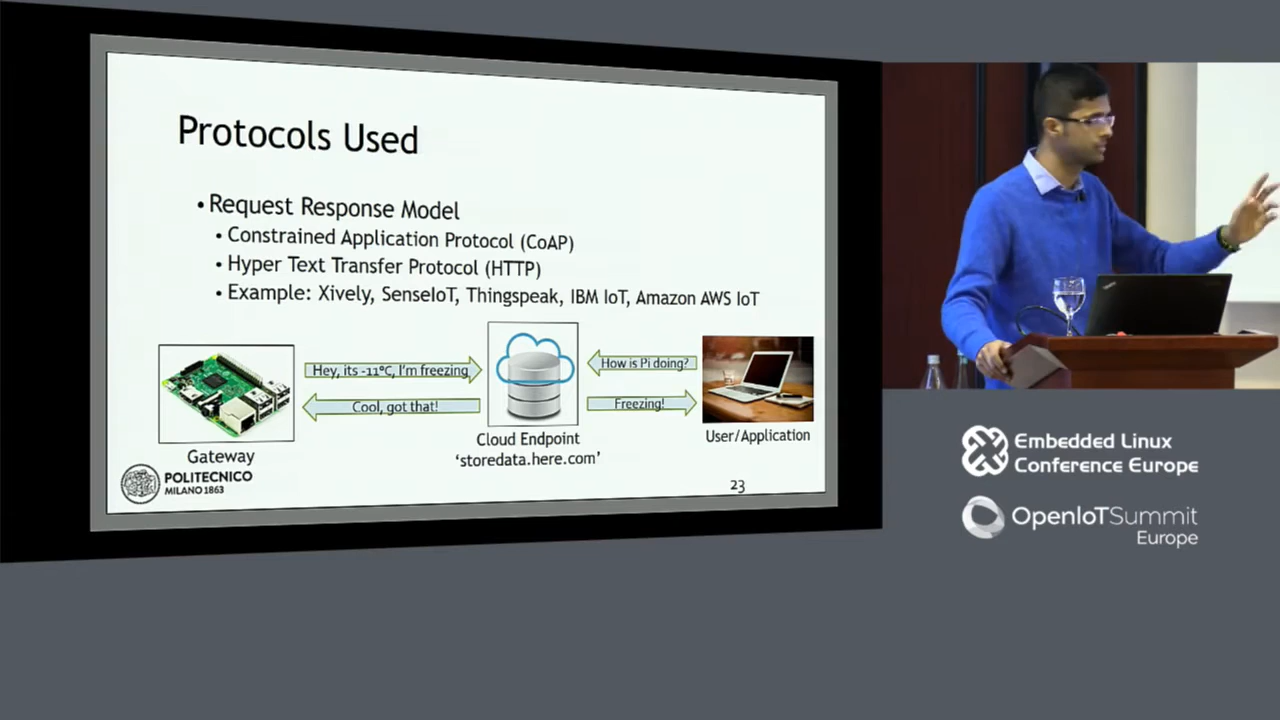 Protocols Used
• Request Response Model
• Constrained Application Protocol (CoAP)
• Hyper Text Transfer Protocol (HTTP)
• Example: Xively, SenseIoT, Thingspeak, IBM IoT, Amazon AWS IoT
Hey, its -11°C, I'm freezing
Cool, got that!
How is Pi doing?
Freezing!
Gateway
Cloud Endpoint
'storedata.here.com'
User/Application
POLITECNICO
MILANO 1863
23
Embedded Linux
Conference Europe
OpenIoTSummit
Europe